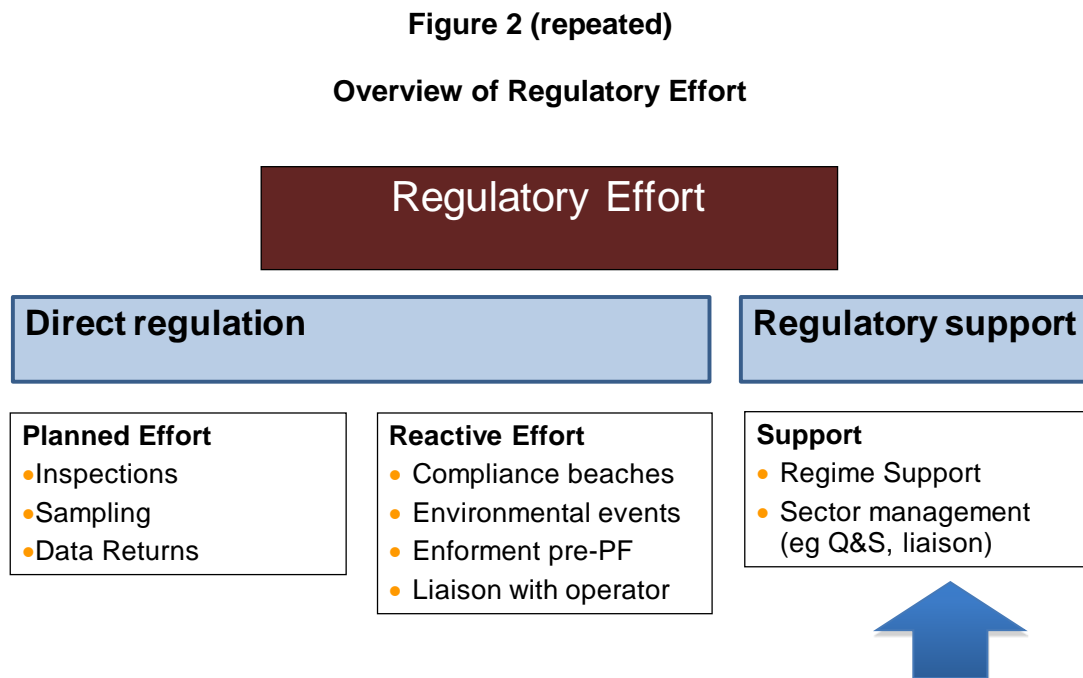 Figure 2 (repeated)
Overview of Regulatory Effort
Regulatory Effort
Direct regulation
Regulatory support
Planned Effort
•Inspections
•Sampling
•Data Returns
Reactive Effort
• Compliance beaches
• Environmental events
• Enforment pre-PF
• Liaison with operator
Support
• Regime Support
• Sector management
(eg Q&S, liaison)